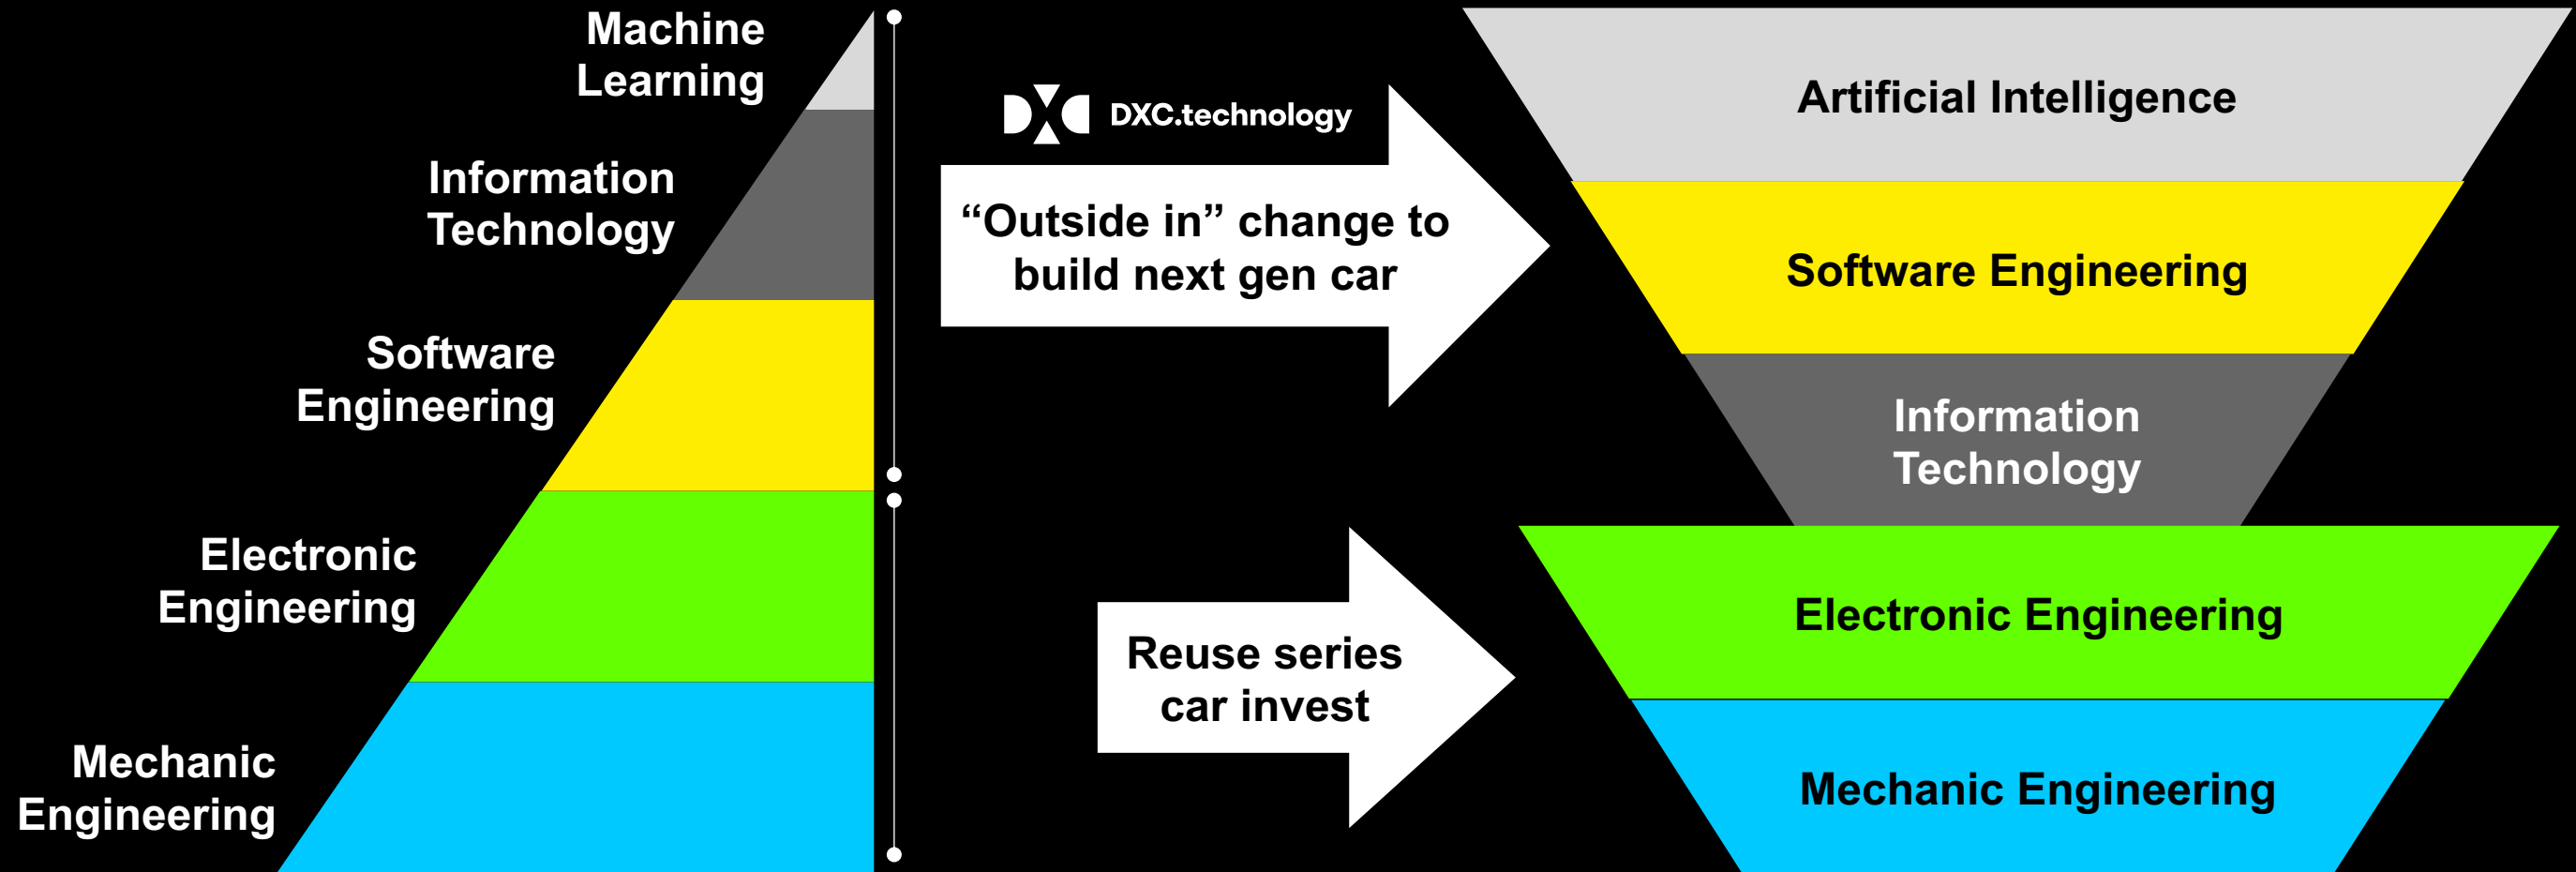 Machine
Learning
Information
Technology
Software
Engineering
Electronic
Engineering
Mechanic
Engineering
DXC.technology
“Outside in” change to
build next gen car
Reuse series
car invest
Artificial Intelligence
Software Engineering
Information
Technology
Electronic Engineering
Mechanic Engineering